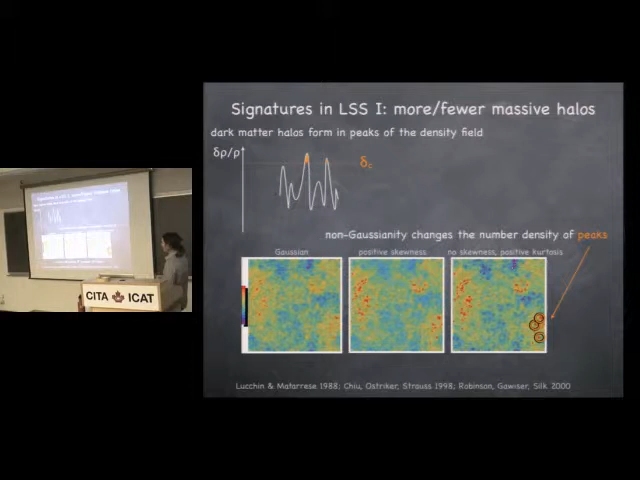 Signatures in LSS I: more/fewer massive halos
dark matter halos form in peaks of the density field
δρ/ρ
δc
non-Gaussianity changes the number density of peaks
Gaussian
positive skewness
no skewness, positive kurtosis
Lucchin & Matarrese 1988; Chiu, Ostriker, Strauss 1998; Robinson, Gawiser, Silk 2000
CITA ICAT